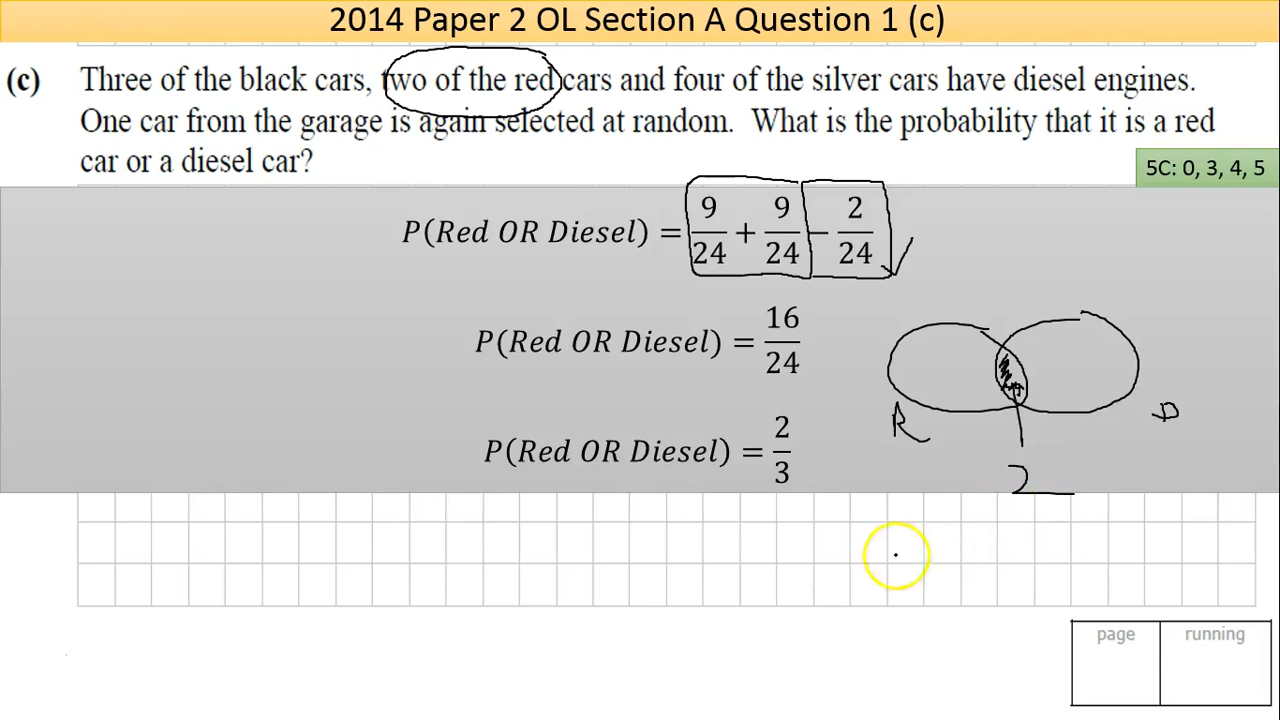 2014 Paper 2 OL Section A Question 1 (c)
(c) Three of the black cars, two of the red cars and four of the silver cars have diesel engines.
One car from the garage is again selected at random. What is the probability that it is a red
car or a diesel car?
5C: 0, 3, 4, 5
P(Red OR Diesel) = 9/24 + 9/24 − 2/24
P(Red OR Diesel) = 16/24
P(Red OR Diesel) = 2/3
R
D
2
page running